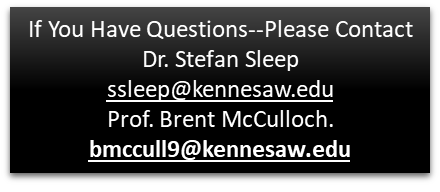 If You Have Questions--Please Contact
Dr. Stefan Sleep
ssleep@kennesaw.edu
Prof. Brent McCulloch.
bmccull9@kennesaw.edu